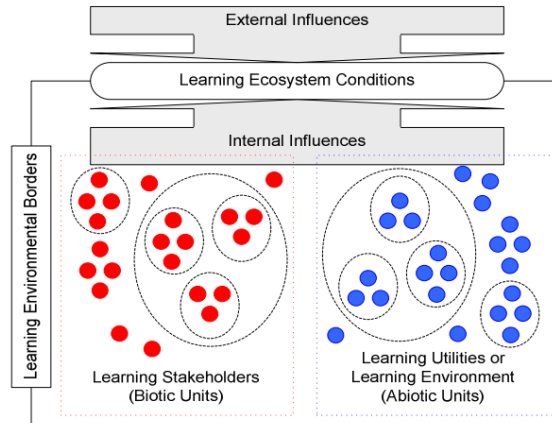 External Influences
Learning Ecosystem Conditions
Internal Influences
Learning Environmental Borders
Learning Stakeholders
(Biotic Units)
Learning Utilities or
Learning Environment
(Abiotic Units)